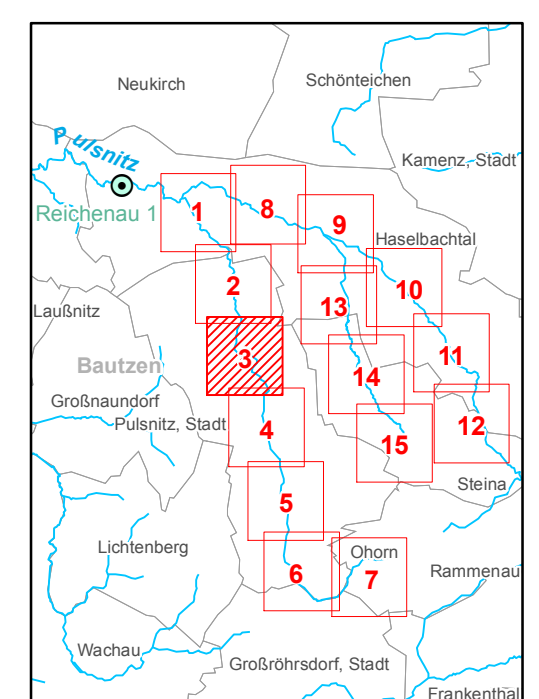 Neukirch
Schönteichen
Pulsnitz
Kamenz, Stadt
Reichenau 1
1
8
9
Haselbachtal
2
10
13
Laußnitz
3
11
Bautzen
14
Großnaundorf
Pulsnitz, Stadt
4
12
15
Steina
5
Lichtenberg
Ohorn
6
7
Rammenau
Wachau
Großröhrsdorf, Stadt
Frankenthal